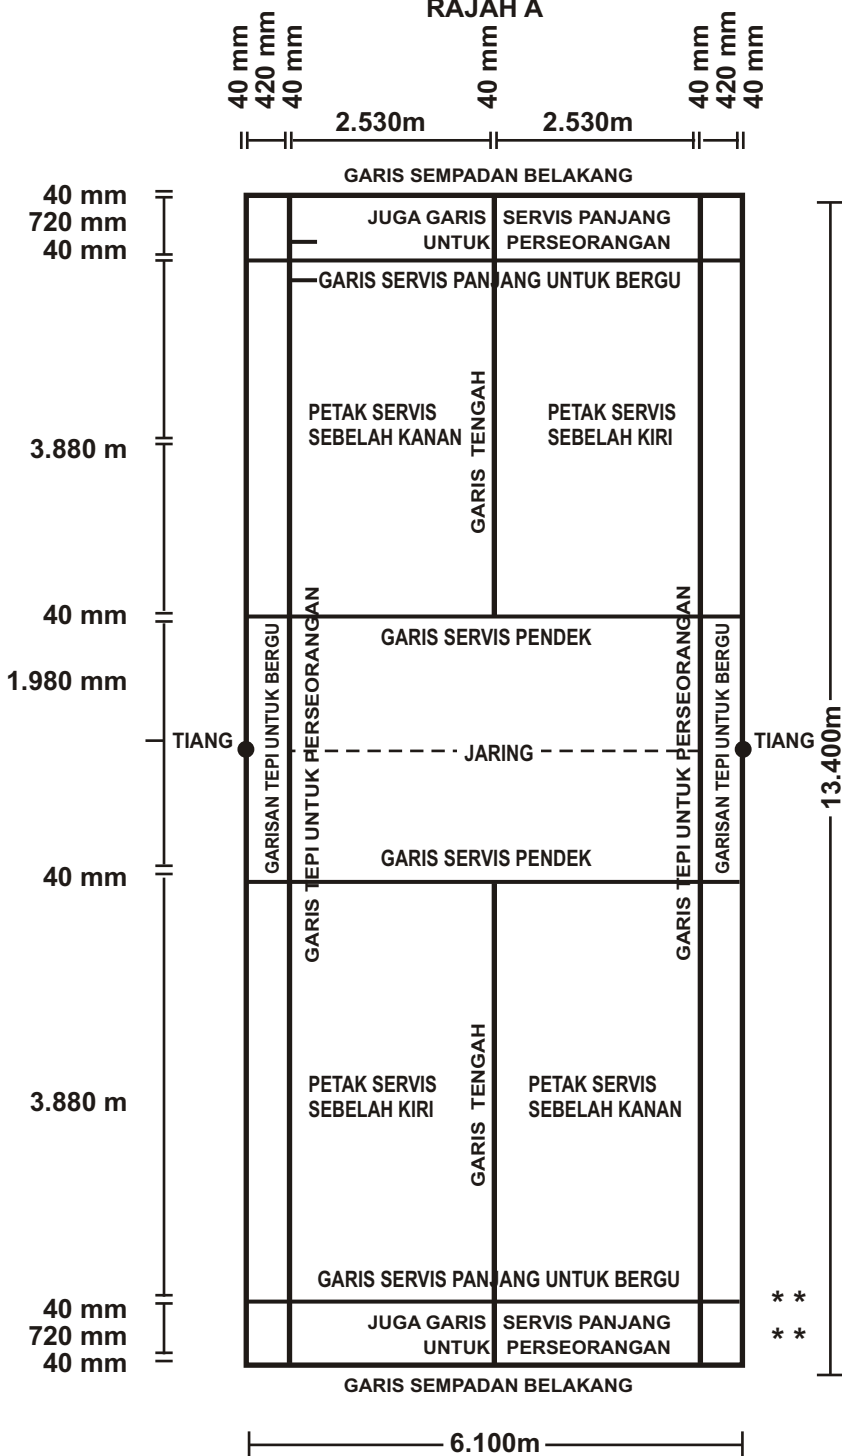 RAJAH A
40 mm
420 mm
40 mm
40 mm
40 mm
420 mm
40 mm
2.530m
2.530m
GARIS SEMPADAN BELAKANG
40 mm
720 mm
40 mm
JUGA GARIS SERVIS PANJANG
UNTUK PERSEORANGAN
GARIS SERVIS PANJANG UNTUK BERGU
PETAK SERVIS
SEBELAH KANAN
GARIS TENGAH
PETAK SERVIS
SEBELAH KIRI
3.880 m
40 mm
GARIS SERVIS PENDEK
1.980 mm
GARISAN TEPI UNTUK BERGU
GARIS TEPI UNTUK PERSEORANGAN
GARIS TEPI UNTUK PERSEORANGAN
GARISAN TEPI UNTUK BERGU
TIANG
JARING
TIANG
13.400m
GARIS SERVIS PENDEK
40 mm
PETAK SERVIS
SEBELAH KIRI
GARIS TENGAH
PETAK SERVIS
SEBELAH KANAN
3.880 m
GARIS SERVIS PANJANG UNTUK BERGU
* *
40 mm
720 mm
40 mm
JUGA GARIS SERVIS PANJANG
UNTUK PERSEORANGAN
* *
GARIS SEMPADAN BELAKANG
6.100m